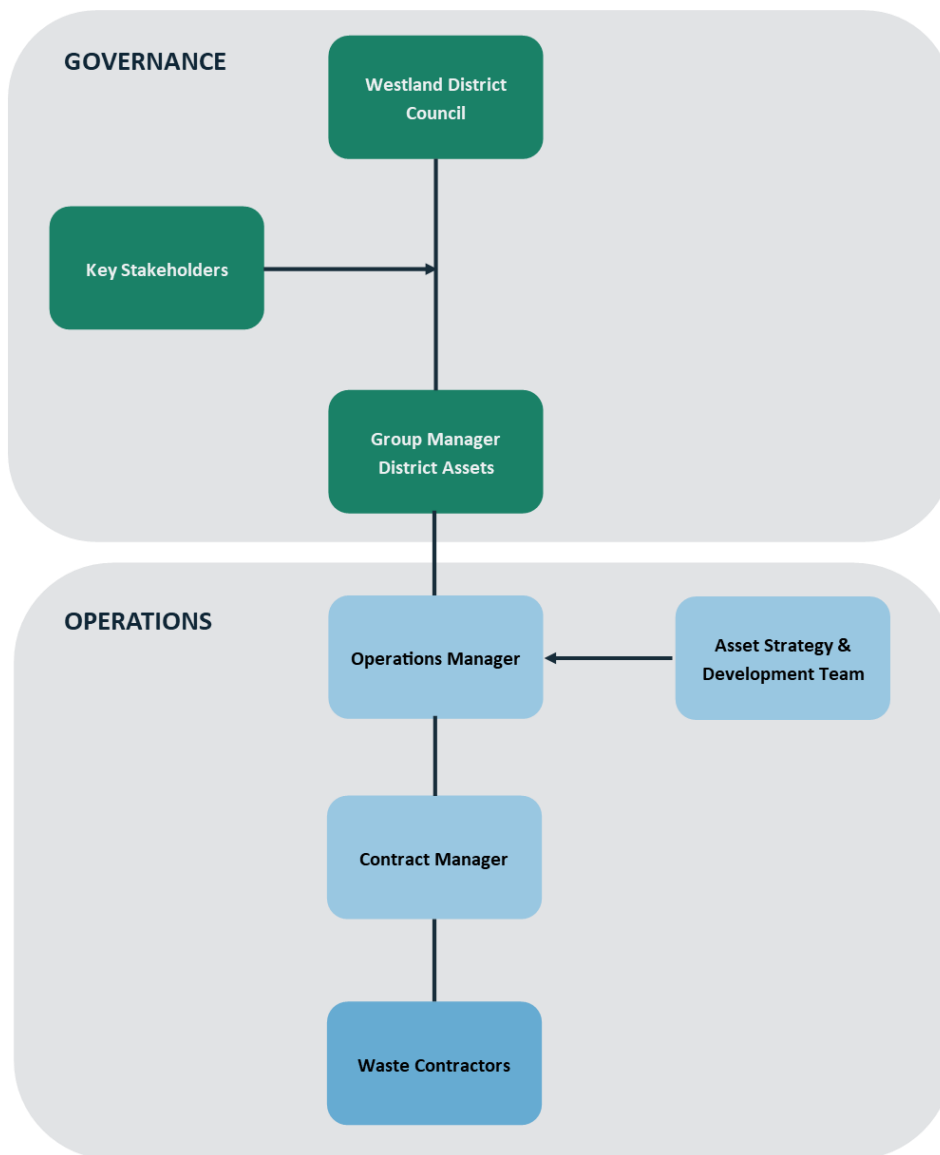 GOVERNANCE
Westland District
Council
Key Stakeholders
Group Manager
District Assets
OPERATIONS
Operations Manager
Asset Strategy &
Development Team
Contract Manager
Waste Contractors